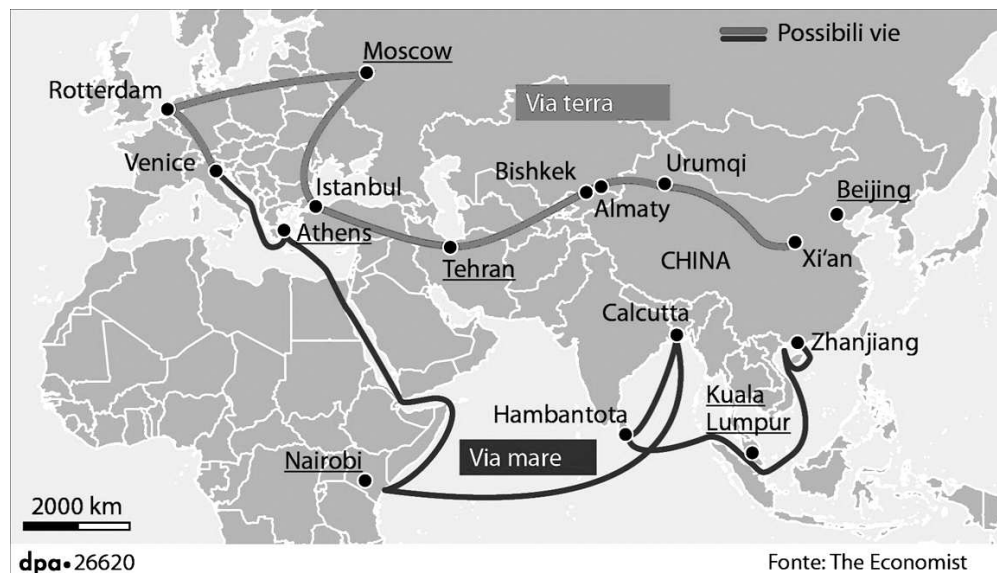 Possibili vie
Moscow
Rotterdam
Via terra
Venice
Bishkek
Urumqi
Istanbul
Almaty
Beijing
Athens
Tehran
CHINA
Xi'an
Calcutta
Zhanjiang
Hambantota
Kuala
Lumpur
Via mare
Nairobi
2000 km
dpa•26620
Fonte: The Economist